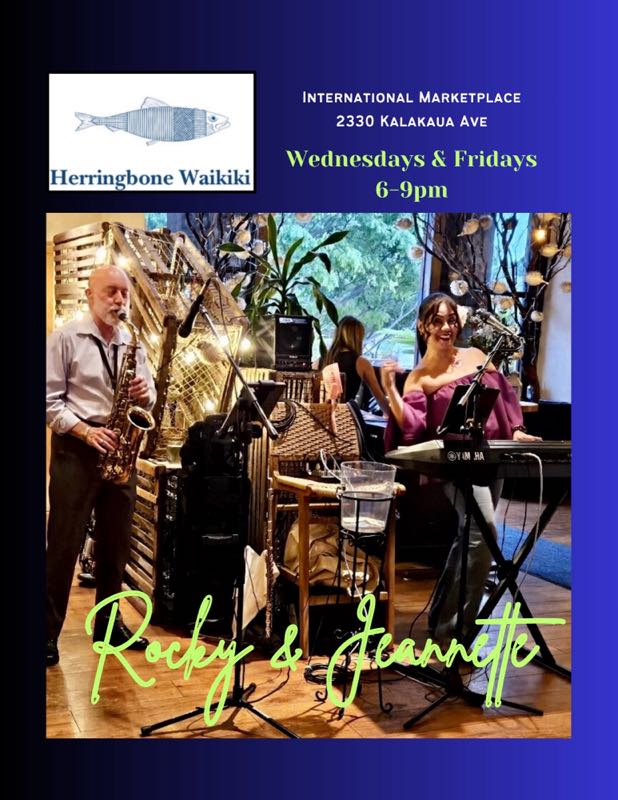 Herringbone Waikiki
International Marketplace
2330 Kalakaua Ave
Wednesdays & Fridays
6-9pm
YAMAHA
Rocky & Jeannette